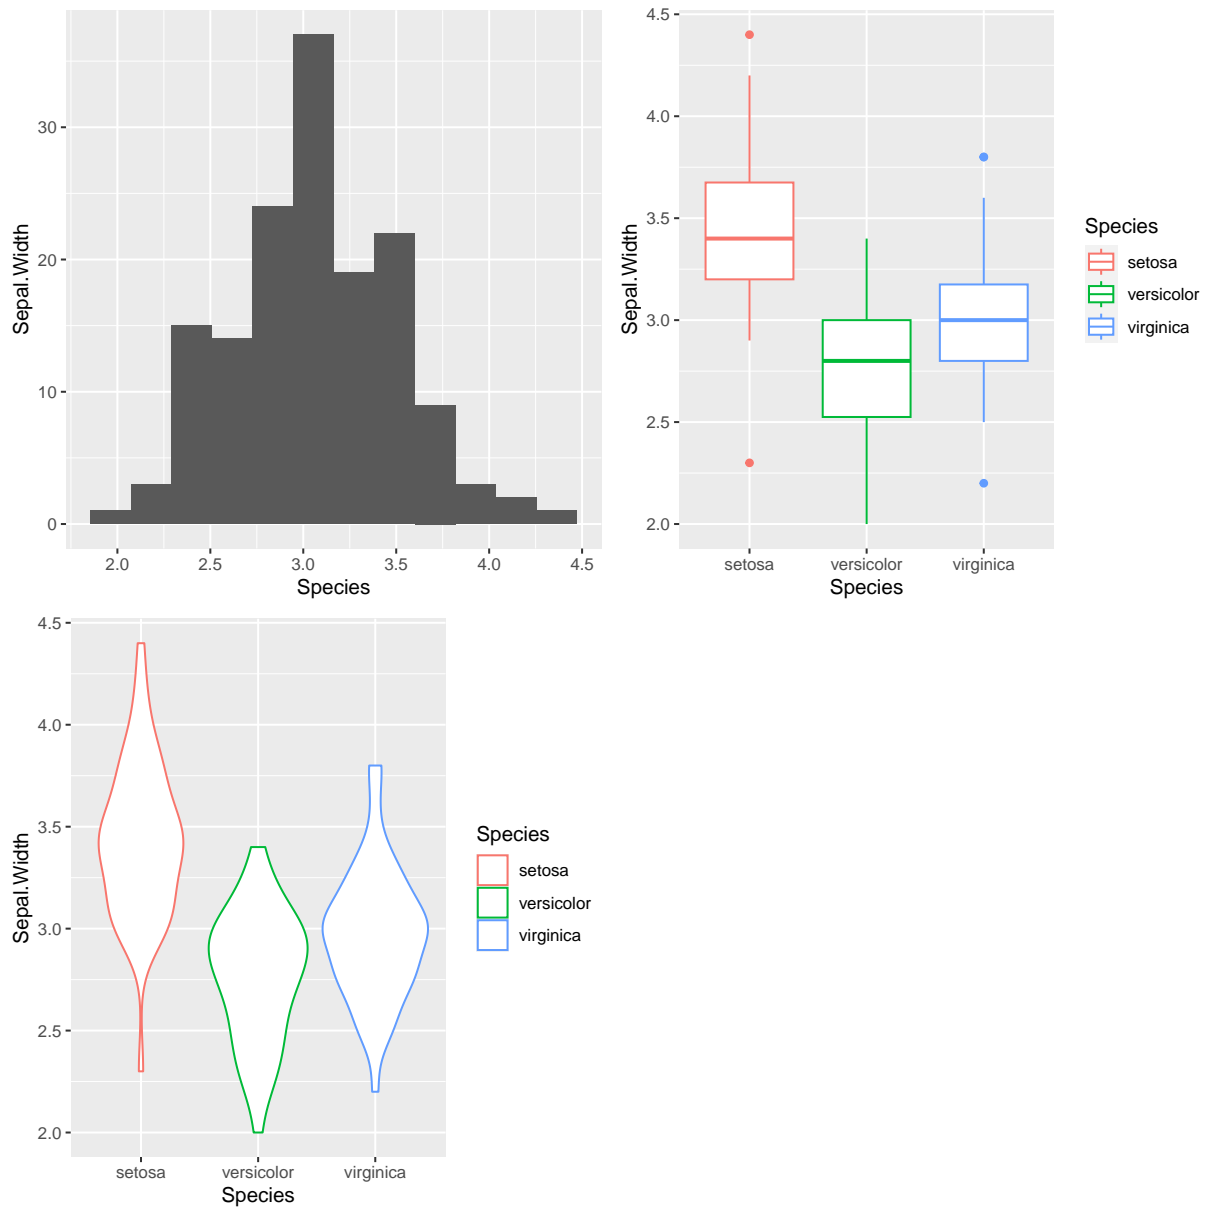 Sepal.Width
30
20
10
0
2.0 2.5 3.0 3.5 4.0 4.5
Species
Sepal.Width
4.5
4.0
3.5
3.0
2.5
2.0
setosa versicolor virginica
Species
Species
setosa
versicolor
virginica
Sepal.Width
4.5
4.0
3.5
3.0
2.5
2.0
setosa versicolor virginica
Species
Species
setosa
versicolor
virginica